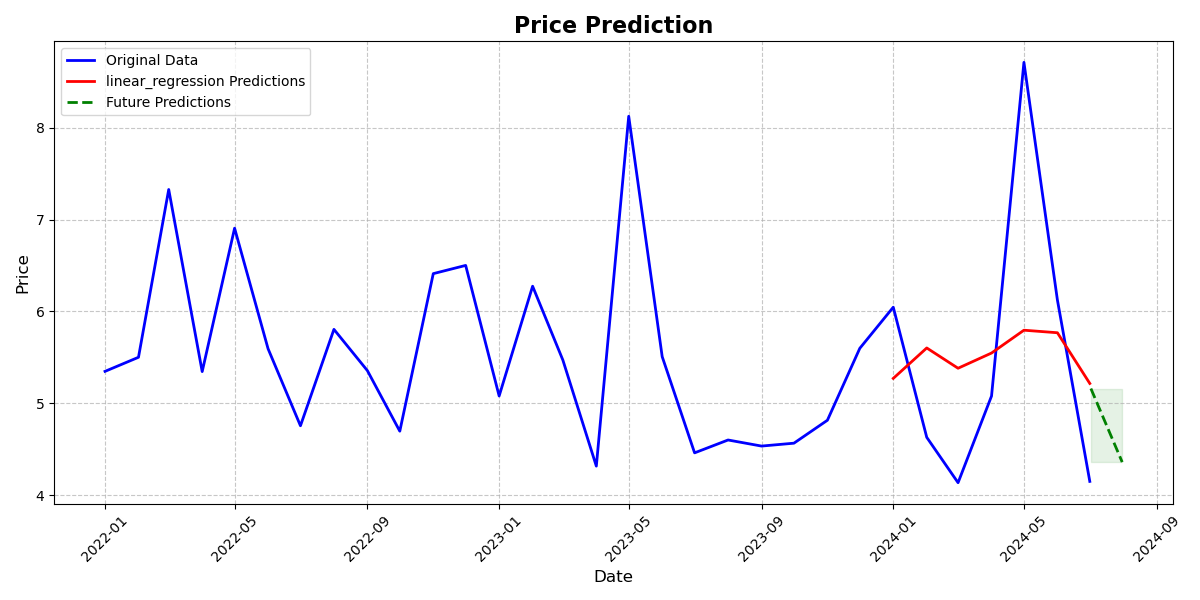 Price Prediction
Original Data
linear_regression Predictions
Future Predictions
Price
8
7
6
5
4
2022-01
2022-05
2022-09
2023-01
2023-05
2023-09
2024-01
2024-05
2024-09
Date